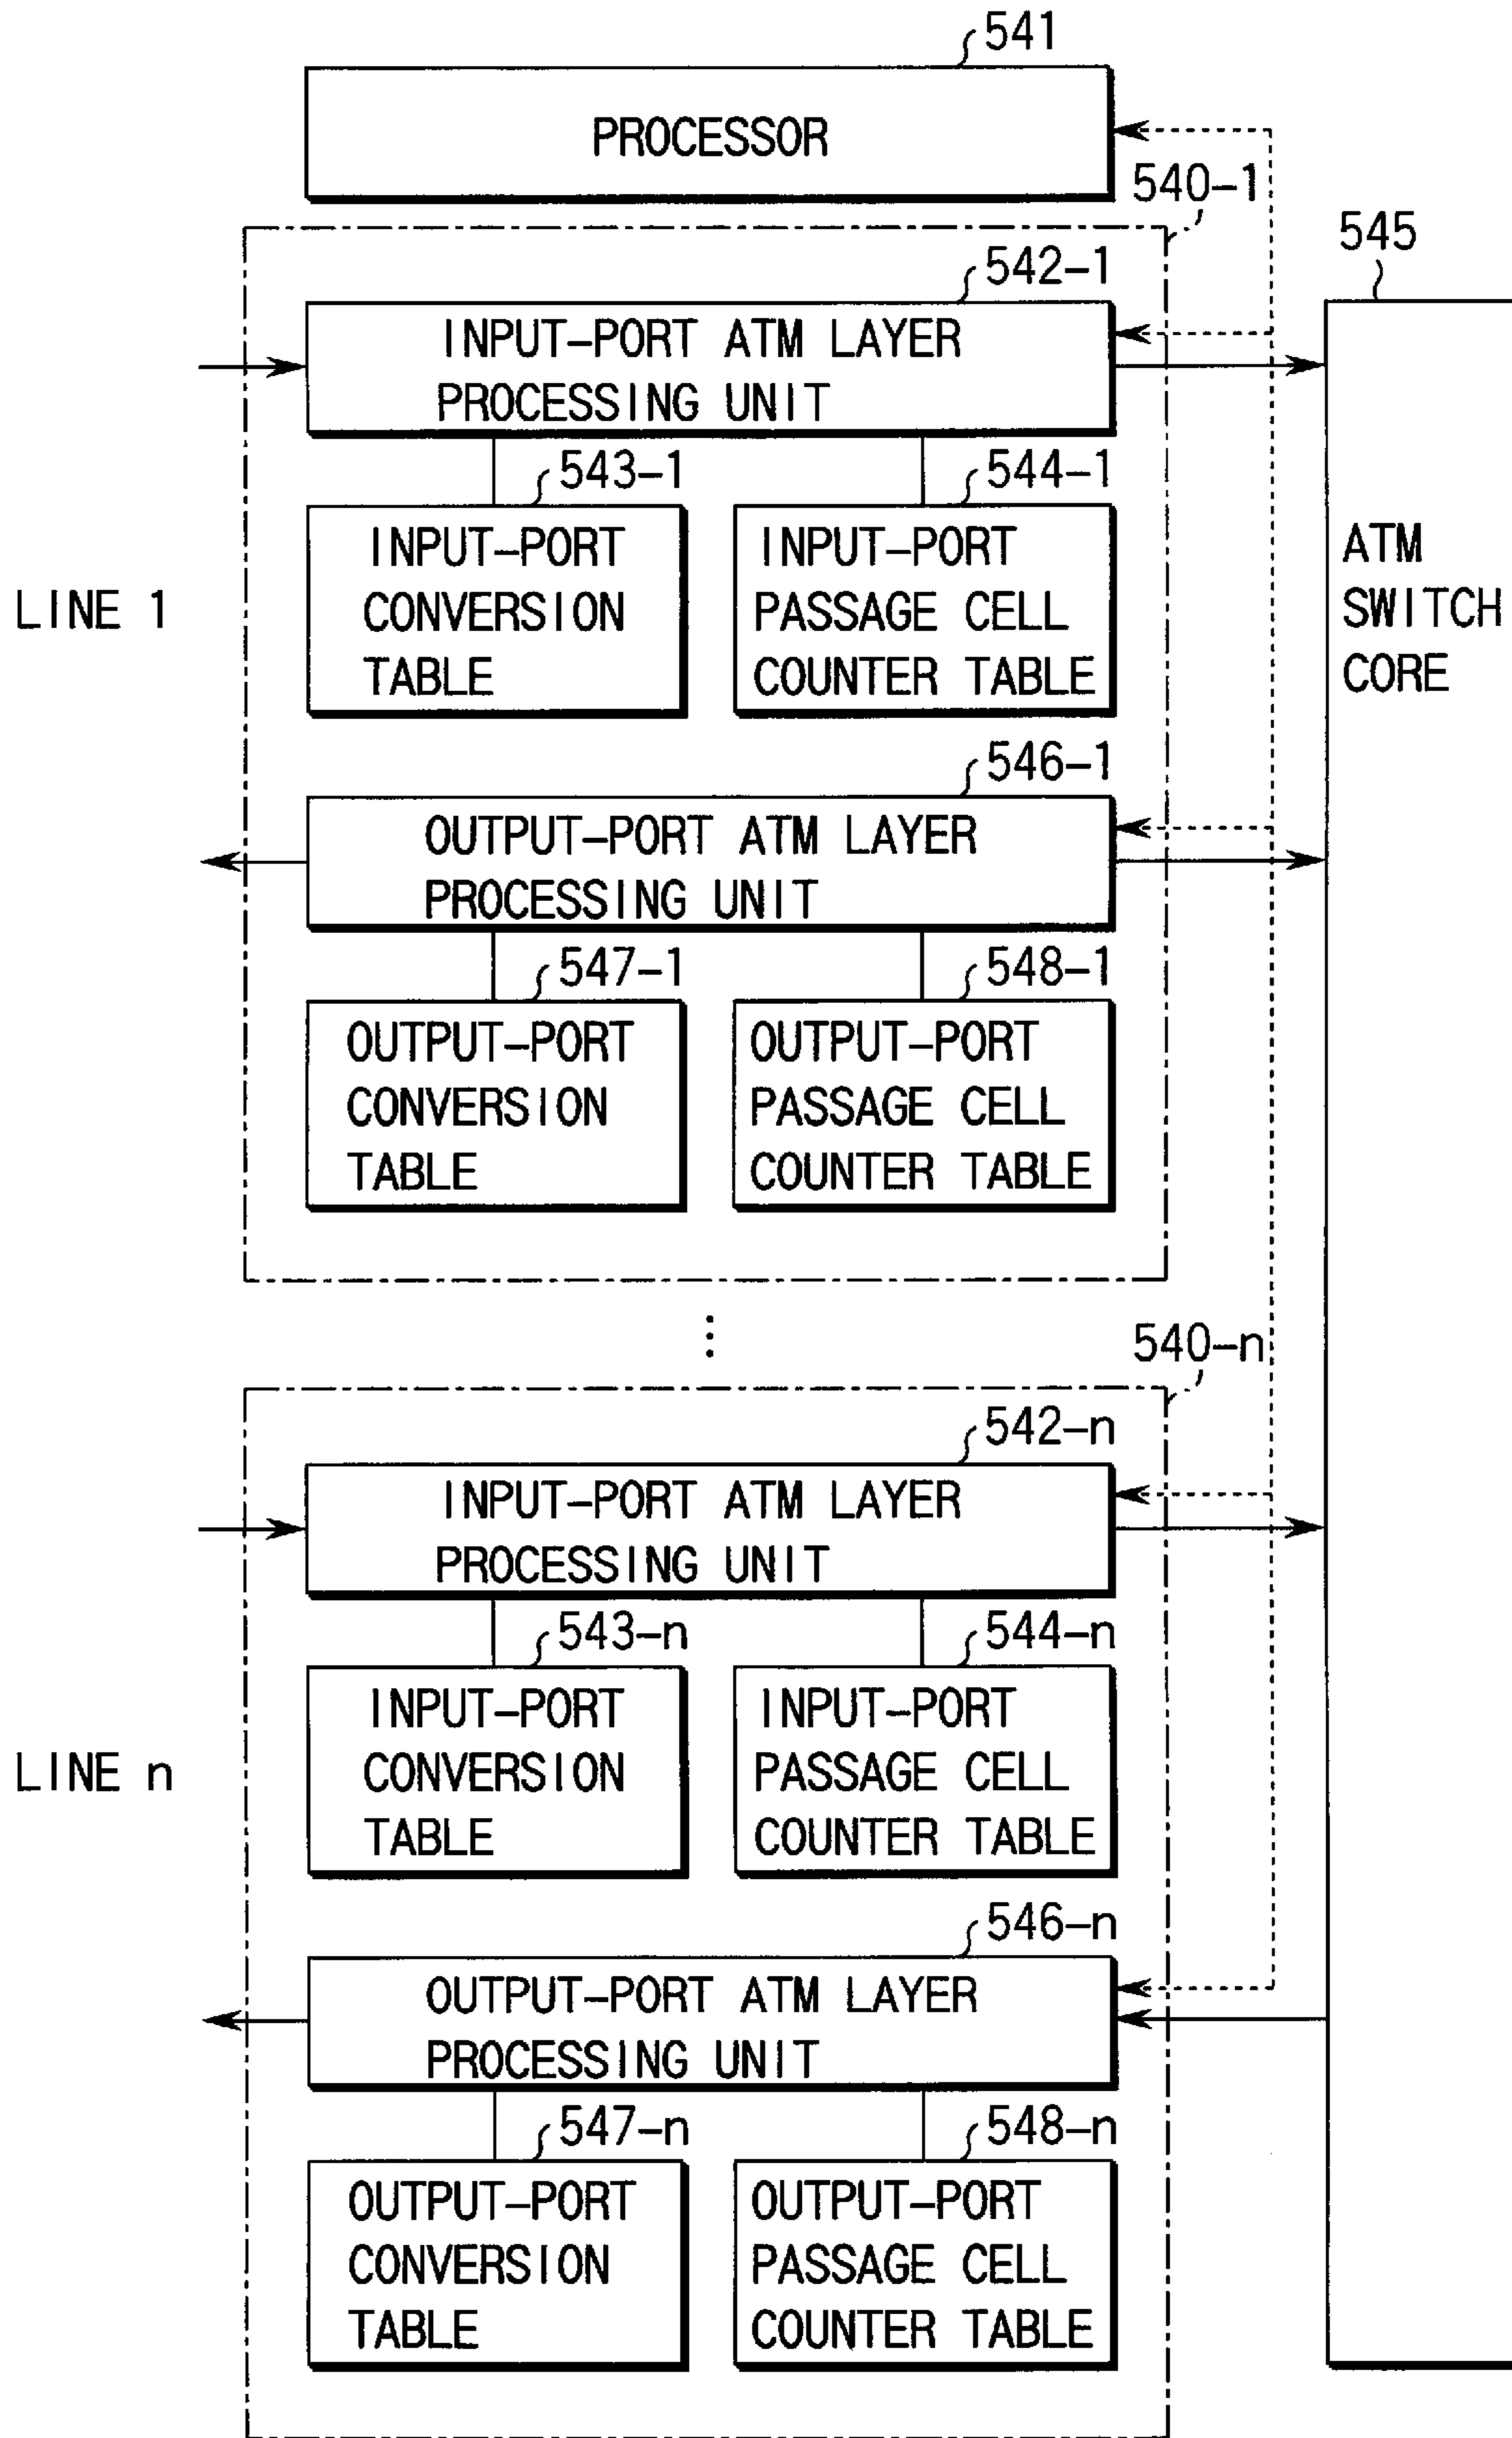 541
PROCESSOR
540-1
545
542-1
INPUT-PORT ATM LAYER
PROCESSING UNIT
543-1
544-1
LINE 1
INPUT-PORT
CONVERSION
TABLE
INPUT-PORT
PASSAGE CELL
COUNTER TABLE
ATM
SWITCH
CORE
546-1
OUTPUT-PORT ATM LAYER
PROCESSING UNIT
547-1
548-1
OUTPUT-PORT
CONVERSION
TABLE
OUTPUT-PORT
PASSAGE CELL
COUNTER TABLE
540-n
542-n
INPUT-PORT ATM LAYER
PROCESSING UNIT
543-n
544-n
LINE n
INPUT-PORT
CONVERSION
TABLE
INPUT-PORT
PASSAGE CELL
COUNTER TABLE
546-n
OUTPUT-PORT ATM LAYER
PROCESSING UNIT
547-n
548-n
OUTPUT-PORT
CONVERSION
TABLE
OUTPUT-PORT
PASSAGE CELL
COUNTER TABLE